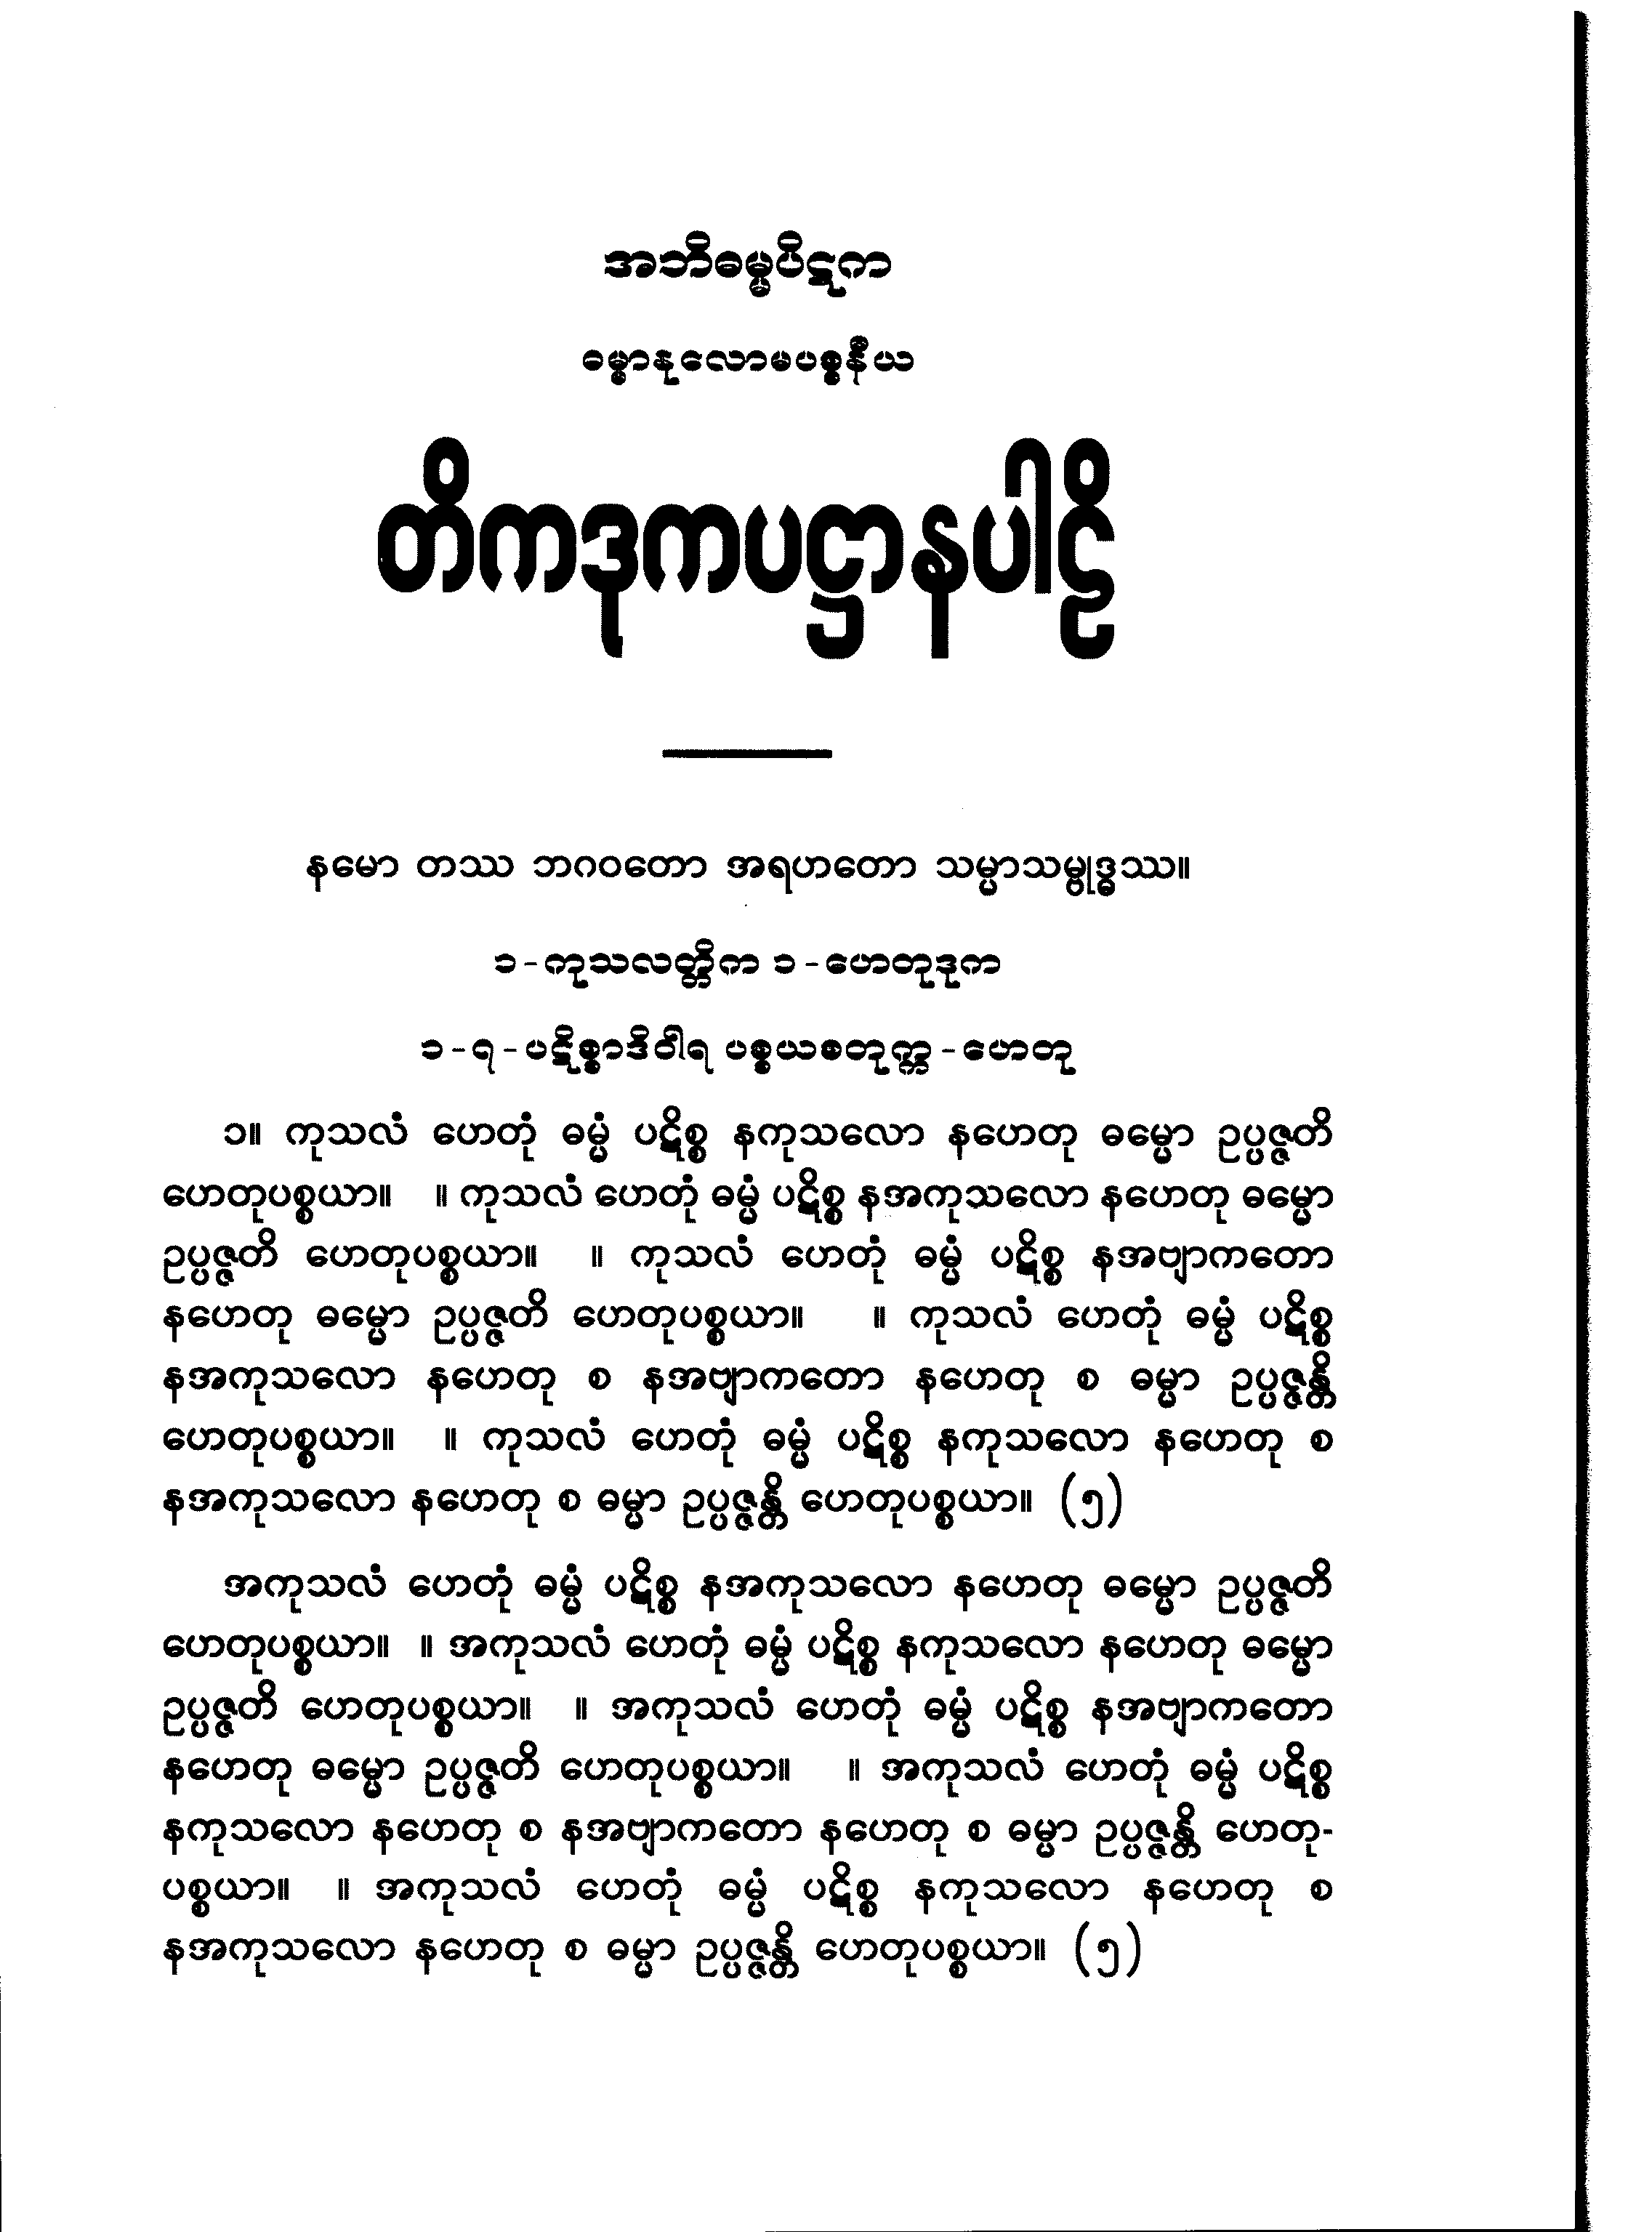 အဘိဓမ္မပိဋက
ဓမ္မာနုလောမပစ္စနီယ
တိကဒုကပဋ္ဌာနပါဠိ
နမော တဿ ဘဂဝတော အရဟတော သမ္မာသမ္ဗုဒ္ဓဿ။
၁-ကုသလတ္တိက ၁-ဟေတုဒုက
၁-၇-ပဋိစ္စာဒိဝါရ ပစ္စယစတုက္က-ဟေတု
၁။ ကုသလံ ဟေတုံ ဓမ္မံ ပဋိစ္စ နကုသလော နဟေတု ဓမ္မော ဥပ္ပဇ္ဇတိ
ဟေတုပစ္စယာ။ ။ ကုသလံ ဟေတုံ ဓမ္မံ ပဋိစ္စ နအကုသလော နဟေတု ဓမ္မော
ဥပ္ပဇ္ဇတိ ဟေတုပစ္စယာ။ ။ ကုသလံ ဟေတုံ ဓမ္မံ ပဋိစ္စ နအဗျာကတော
နဟေတု ဓမ္မော ဥပ္ပဇ္ဇတိ ဟေတုပစ္စယာ။ ။ ကုသလံ ဟေတုံ ဓမ္မံ ပဋိစ္စ
နအကုသလော နဟေတု စ နအဗျာကတော နဟေတု စ ဓမ္မာ ဥပ္ပဇ္ဇန္တိ
ဟေတုပစ္စယာ။ ။ ကုသလံ ဟေတုံ ဓမ္မံ ပဋိစ္စ နကုသလော နဟေတု စ
နအကုသလော နဟေတု စ ဓမ္မာ ဥပ္ပဇ္ဇန္တိ ဟေတုပစ္စယာ။ (၅)
အကုသလံ ဟေတုံ ဓမ္မံ ပဋိစ္စ နအကုသလော နဟေတု ဓမ္မော ဥပ္ပဇ္ဇတိ
ဟေတုပစ္စယာ။ ။ အကုသလံ ဟေတုံ ဓမ္မံ ပဋိစ္စ နကုသလော နဟေတု ဓမ္မော
ဥပ္ပဇ္ဇတိ ဟေတုပစ္စယာ။ ။ အကုသလံ ဟေတုံ ဓမ္မံ ပဋိစ္စ နအဗျာကတော
နဟေတု ဓမ္မော ဥပ္ပဇ္ဇတိ ဟေတုပစ္စယာ။ ။ အကုသလံ ဟေတုံ ဓမ္မံ ပဋိစ္စ
နကုသလော နဟေတု စ နအဗျာကတော နဟေတု စ ဓမ္မာ ဥပ္ပဇ္ဇန္တိ ဟေတု-
ပစ္စယာ။ ။ အကုသလံ ဟေတုံ ဓမ္မံ ပဋိစ္စ နကုသလော နဟေတု စ
နအကုသလော နဟေတု စ ဓမ္မာ ဥပ္ပဇ္ဇန္တိ ဟေတုပစ္စယာ။ (၅)